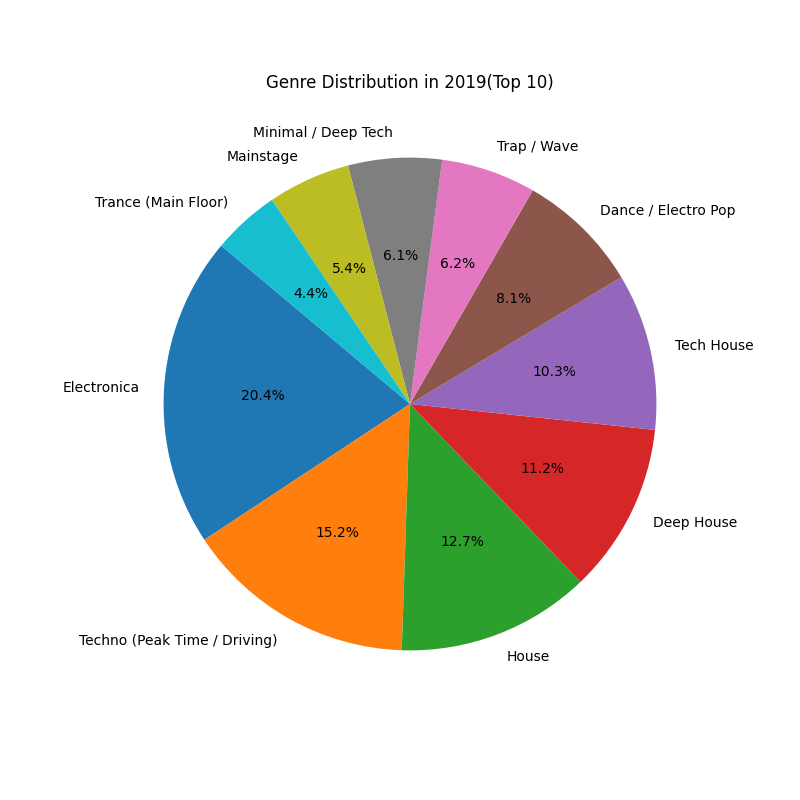 Genre Distribution in 2019(Top 10)
Minimal / Deep Tech
Trap / Wave
Mainstage
Trance (Main Floor)
Dance / Electro Pop
6.1%
6.2%
5.4%
4.4%
8.1%
Tech House
10.3%
Electronica
20.4%
11.2%
Deep House
15.2%
12.7%
Techno (Peak Time / Driving)
House